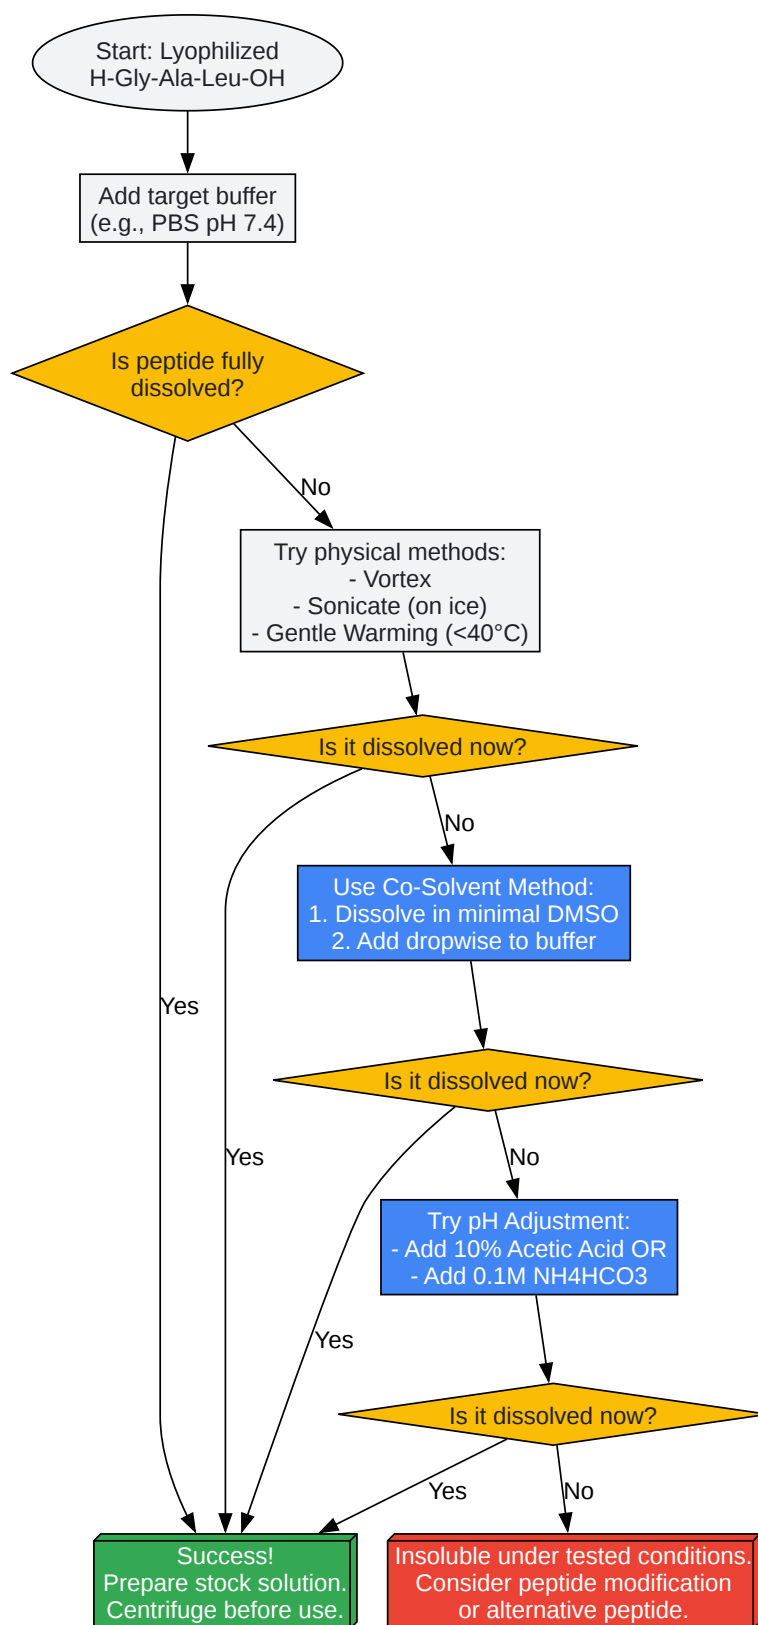 Start: Lyophilized
H-Gly-Ala-Leu-OH
Add target buffer
(e.g., PBS pH 7.4)
Is peptide fully
dissolved?
No
Try physical methods:
- Vortex
- Sonicate (on ice)
- Gentle Warming (<40°C)
Is it dissolved now?
No
Use Co-Solvent Method:
1. Dissolve in minimal DMSO
2. Add dropwise to buffer
Yes
Is it dissolved now?
Yes
No
Try pH Adjustment:
- Add 10% Acetic Acid OR
- Add 0.1M NH4HCO3
Yes
Is it dissolved now?
Yes
No
Success!
Prepare stock solution.
Centrifuge before use.
Insoluble under tested conditions.
Consider peptide modification
or alternative peptide.